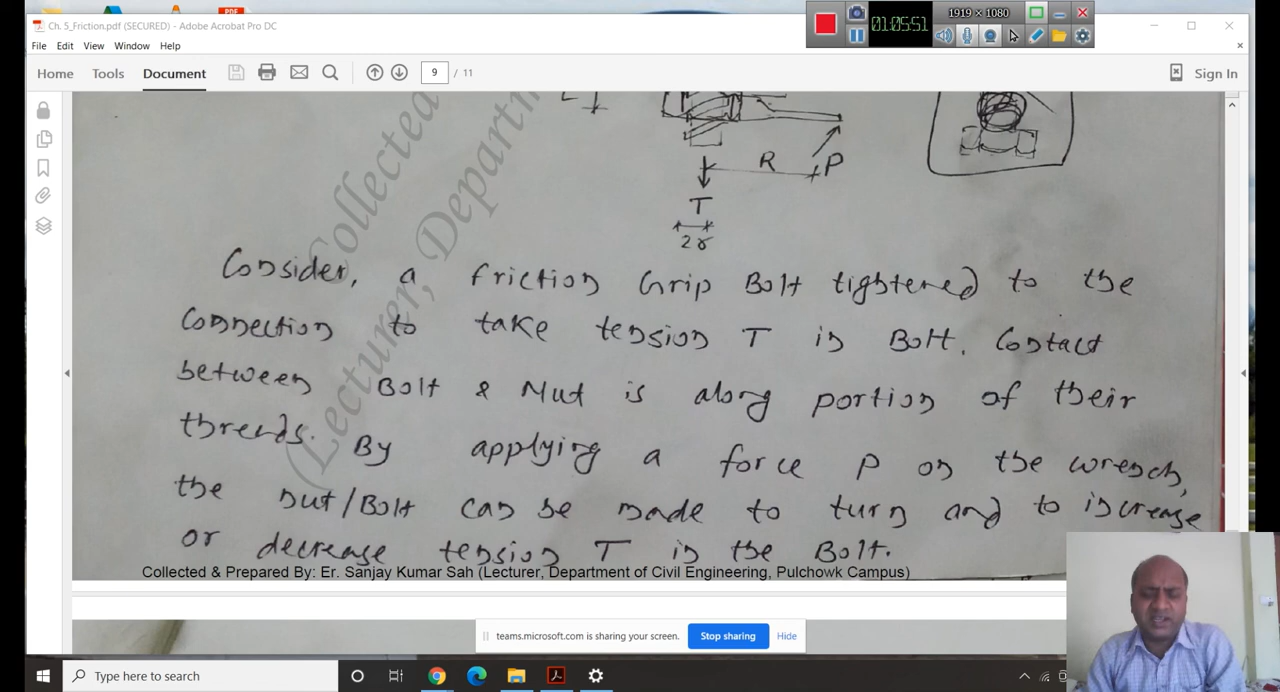 PDF
Ch. 5_Friction.pdf (SECURED) - Adobe Acrobat Pro DC
01:05:51
1919 × 1080
File Edit View Window Help
Home Tools Document
9 / 11
Sign In
R P
T
2r
Collected
(Lecturer, Departm
Consider, a friction Grip Bolt tightened to the
Connection to take tension T in Bolt. Contact
between Bolt & Nut is along portion of their
threads. By applying a force P on the wrench,
the nut/Bolt can be made to turn and to increase
or decrease tension T in the Bolt.
Collected & Prepared By: Er. Sanjay Kumar Sah (Lecturer, Department of Civil Engineering, Pulchowk Campus)
teams.microsoft.com is sharing your screen. Stop sharing Hide
Type here to search